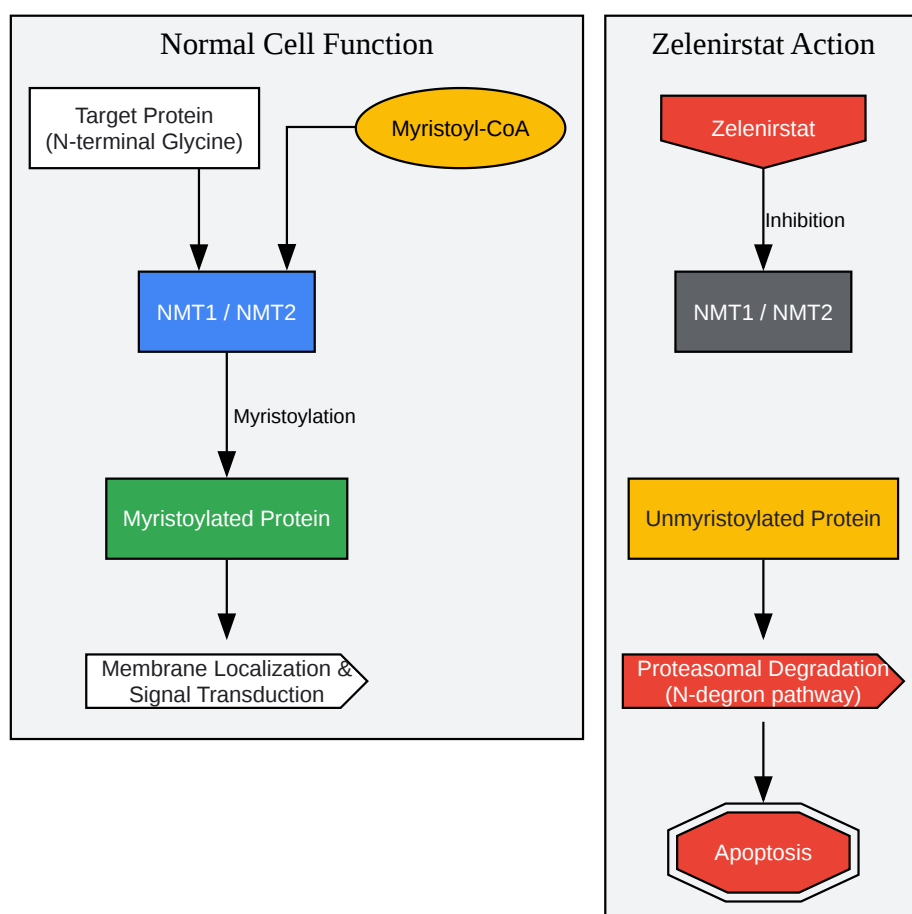 Normal Cell Function
Target Protein
(N-terminal Glycine)
Myristoyl-CoA
NMT1 / NMT2
Myristoylation
Myristoylated Protein
Membrane Localization &
Signal Transduction
Zelenirstat Action
Zelenirstat
Inhibition
NMT1 / NMT2
Unmyristoylated Protein
Proteasomal Degradation
(N-degron pathway)
Apoptosis